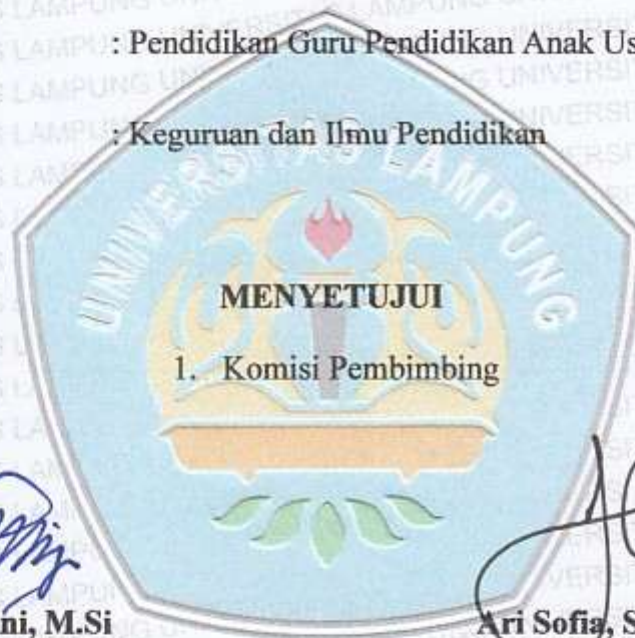 : Pendidikan Guru Pendidikan Anak Us
: Keguruan dan Ilmu Pendidikan
UNIVERSITAS LAMPUNG
MENYETUJUI
1. Komisi Pembimbing
ni, M.Si
Ari Sofia, S